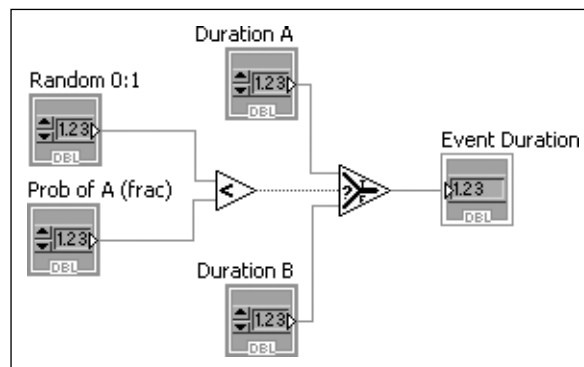 Duration A
1.23
DBL
Random 0:1
1.23
DBL
Event Duration
1.23
DBL
<
?
T
F
Prob of A (frac)
1.23
DBL
Duration B
1.23
DBL